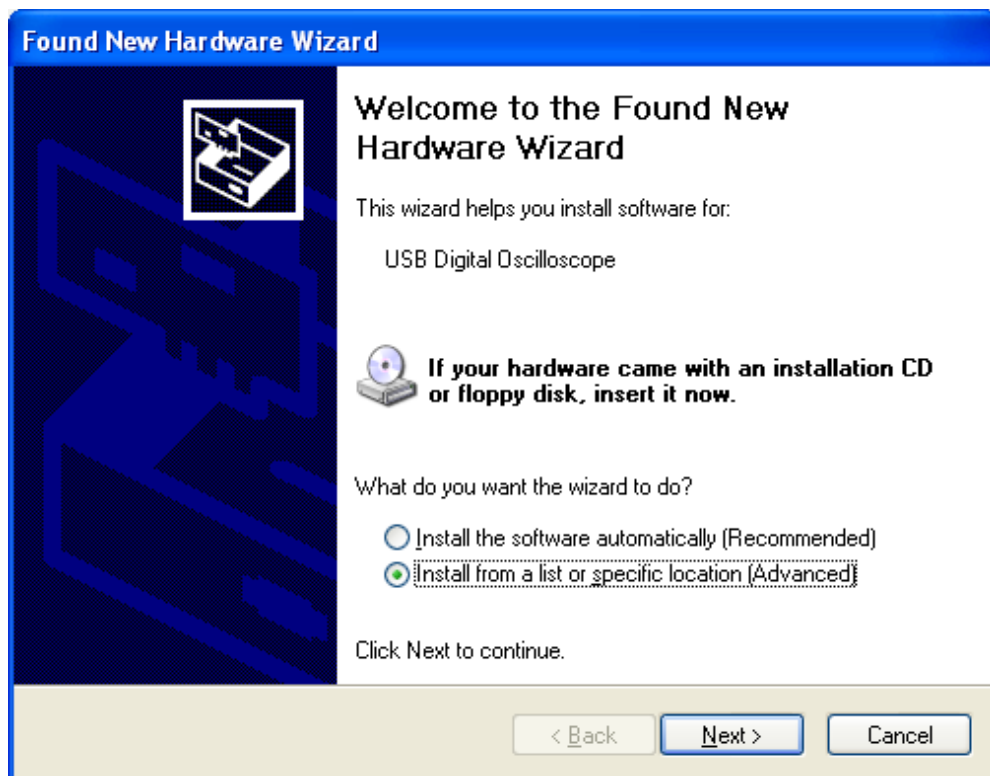 Found New Hardware Wizard
Welcome to the Found New
Hardware Wizard
This wizard helps you install software for:
USB Digital Oscilloscope
If your hardware came with an installation CD
or floppy disk, insert it now.
What do you want the wizard to do?
Install the software automatically (Recommended)
Install from a list or specific location (Advanced)
Click Next to continue.
< Back Next > Cancel